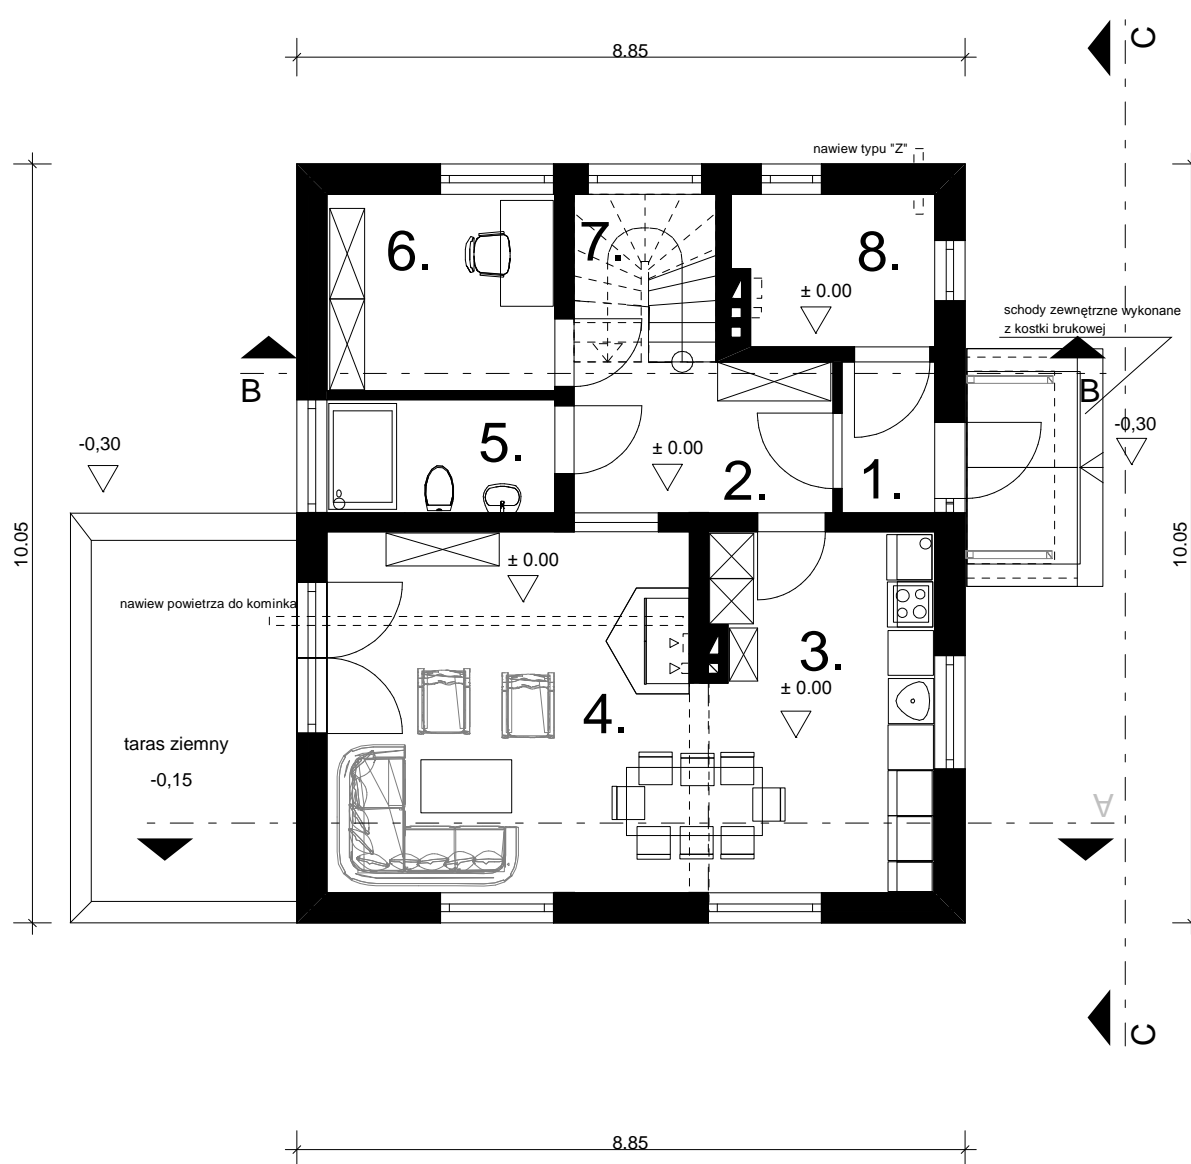 8.85
C
nawiew typu "Z"
6.
7.
8.
± 0.00
schody zewnętrzne wykonane
z kostki brukowej
B
B
-0,30
-0,30
5.
± 0.00
2.
1.
10.05
10.05
± 0.00
nawiew powietrza do kominka
3.
± 0.00
4.
taras ziemny
-0,15
A
C
8.85